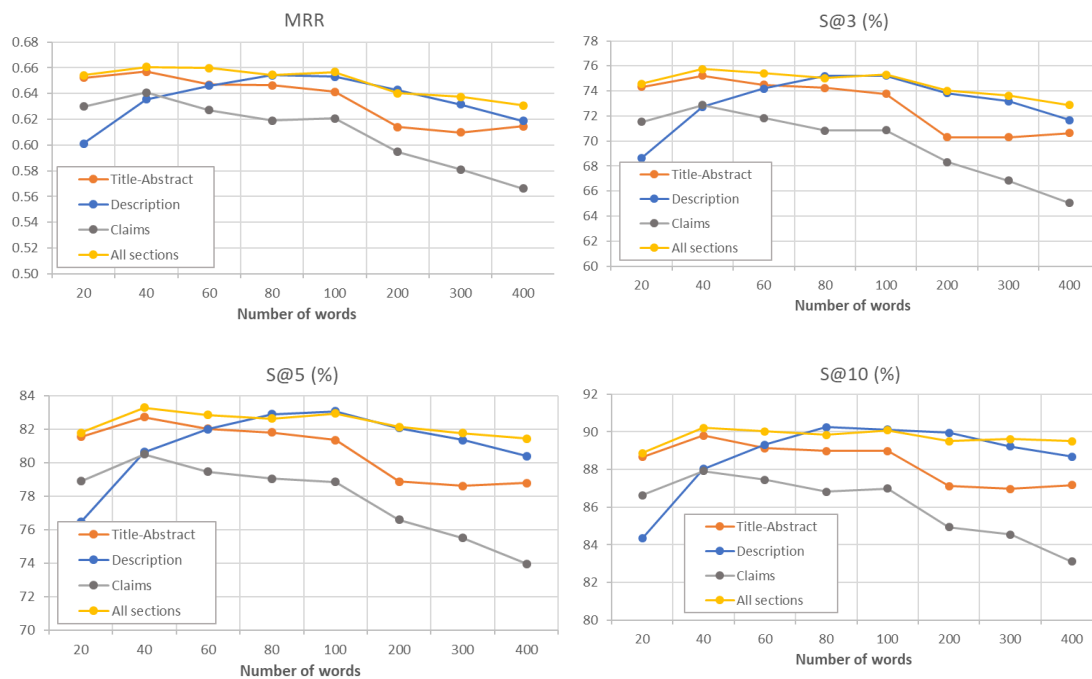 MRR
0.68
0.66
0.64
0.62
0.60
0.58
0.56
0.54
0.52
0.50
Title-Abstract
Description
Claims
All sections
20 40 60 80 100 200 300 400
Number of words
S@3 (%)
78
76
74
72
70
68
66
64
62
60
Title-Abstract
Description
Claims
All sections
20 40 60 80 100 200 300 400
Number of words
S@5 (%)
84
82
80
78
76
74
72
70
Title-Abstract
Description
Claims
All sections
20 40 60 80 100 200 300 400
Number of words
S@10 (%)
92
90
88
86
84
82
80
Title-Abstract
Description
Claims
All sections
20 40 60 80 100 200 300 400
Number of words